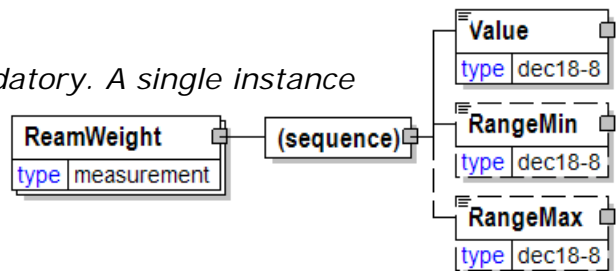 Value
type dec18-8
datory. A single instance
RangeMin
type dec18-8
ReamWeight
type measurement
(sequence)
RangeMax
type dec18-8